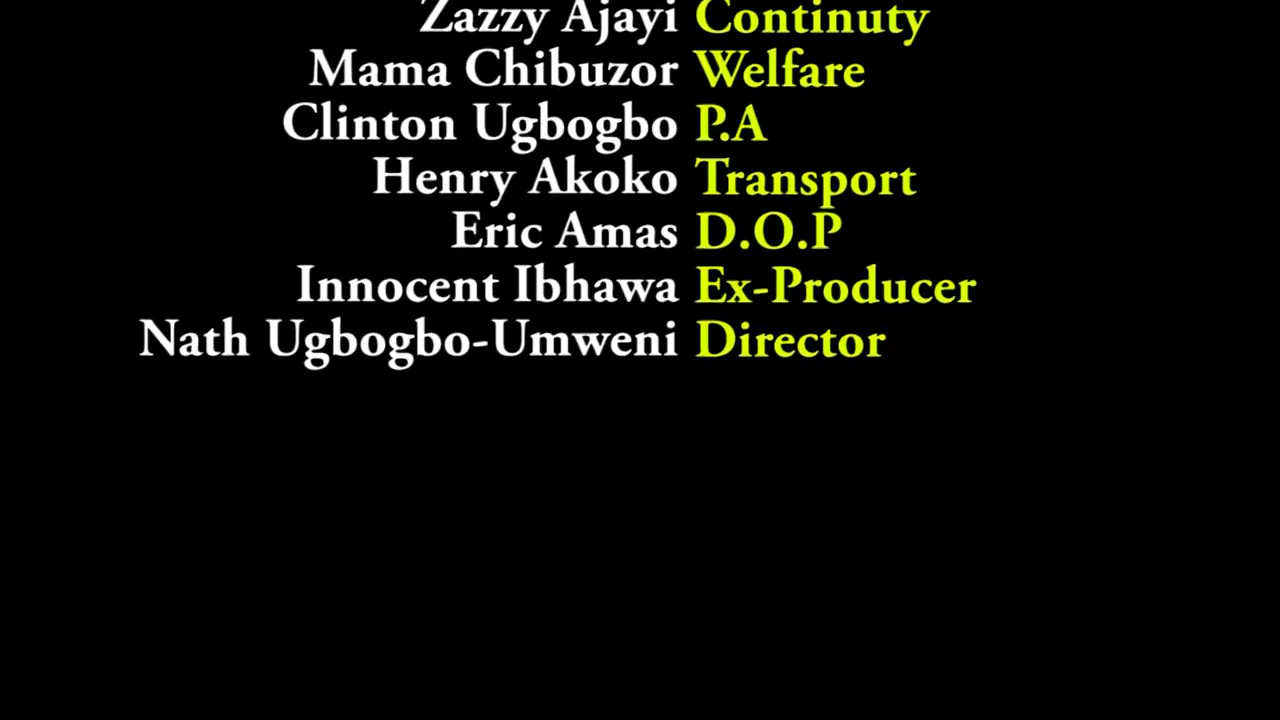 Zazzy Ajayi Continuty
Mama Chibuzor Welfare
Clinton Ugbogbo P.A
Henry Akoko Transport
Eric Amas D.O.P
Innocent Ibhawa Ex-Producer
Nath Ugbogbo-Umweni Director